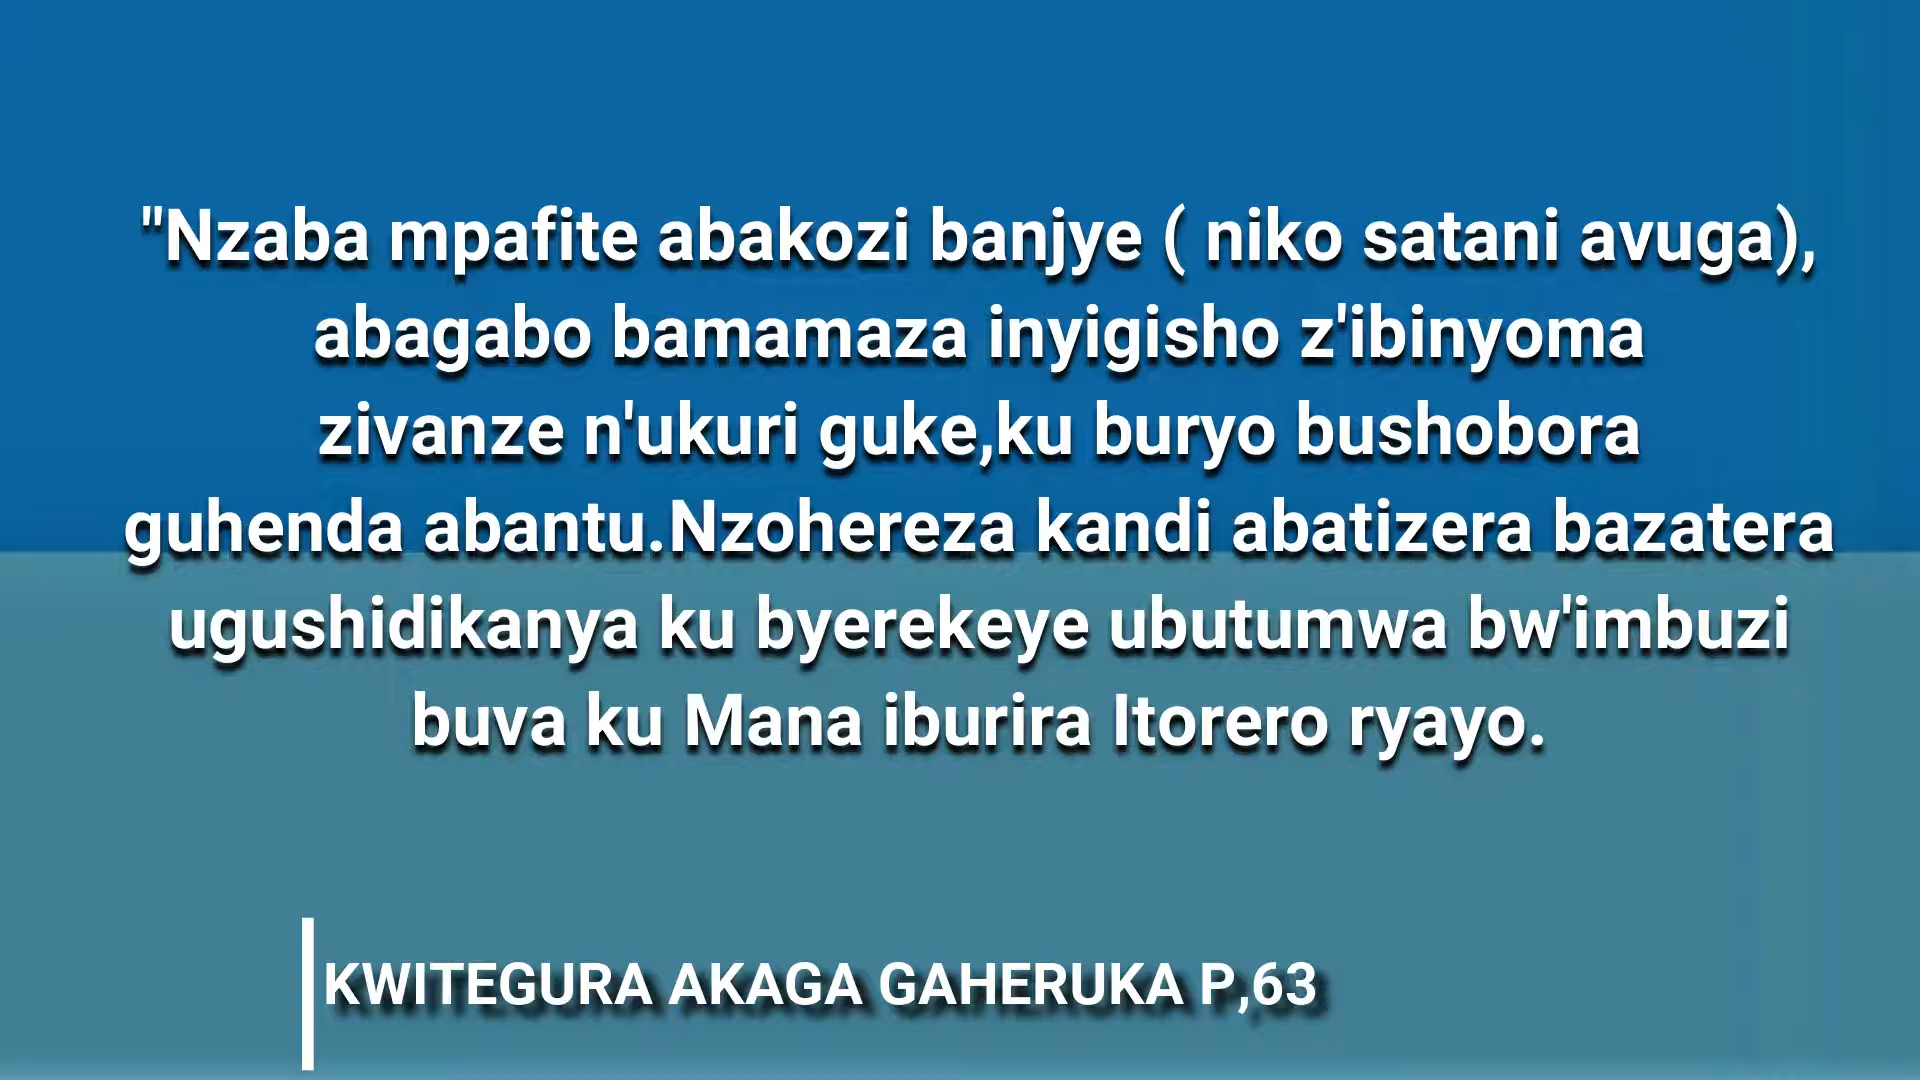 "Nzaba mpafite abakozi banjye ( niko satani avuga),
abagabo bamamaza inyigisho z'ibinyoma
zivanze n'ukuri guke,ku buryo bushobora
guhenda abantu.Nzohereza kandi abatizera bazatera
ugushidikanya ku byerekeye ubutumwa bw'imbuzi
buva ku Mana iburira Itorero ryayo.
KWITEGURA AKAGA GAHERUKA P,63